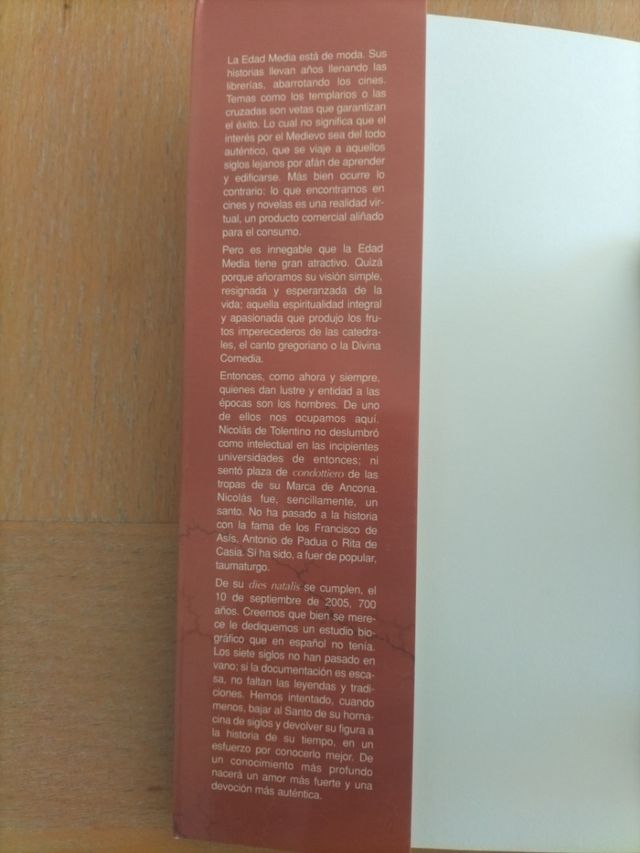 La Edad Media está de moda. Sus
historias llevan años llenando las
librerías, abarrotando los cines.
Temas como los templarios o las
cruzadas son vetas que garantizan
el éxito. Lo cual no significa que el
interés por el Medievo sea del todo
auténtico, que se viaje a aquellos
siglos lejanos por afán de aprender
y edificarse. Más bien ocurre lo
contrario: lo que encontramos en
cines y novelas es una realidad vir-
tual, un producto comercial aliñado
para el consumo.
Pero es innegable que la Edad
Media tiene gran atractivo. Quizá
porque añoramos su visión simple,
resignada y esperanzada de la
vida; aquella espiritualidad integral
y apasionada que produjo los fru-
tos imperecederos de las catedra-
les, el canto gregoriano o la Divina
Comedia.
Entonces, como ahora y siempre,
quienes dan lustre y entidad a las
épocas son los hombres. De uno
de ellos nos ocupamos aquí.
Nicolás de Tolentino no deslumbró
como intelectual en las incipientes
universidades de entonces; ni
sentó plaza de condottiero de las
tropas de su Marca de Ancona.
Nicolás fue, sencillamente, un
santo. No ha pasado a la historia
con la fama de los Francisco de
Asís, Antonio de Padua o Rita de
Casia. Sí ha sido, a fuer de popular,
taumaturgo.
De su dies natalis se cumplen, el
10 de septiembre de 2005, 700
años. Creemos que bien se mere-
ce le dediquemos un estudio bio-
gráfico que en español no tenía.
Los siete siglos no han pasado en
vano; si la documentación es esca-
sa, no faltan las leyendas y tradi-
ciones. Hemos intentado, cuando
menos, bajar al Santo de su horna-
cina de siglos y devolver su figura a
la historia de su tiempo, en un
esfuerzo por conocerlo mejor. De
un conocimiento más profundo
nacerá un amor más fuerte y una
devoción más auténtica.